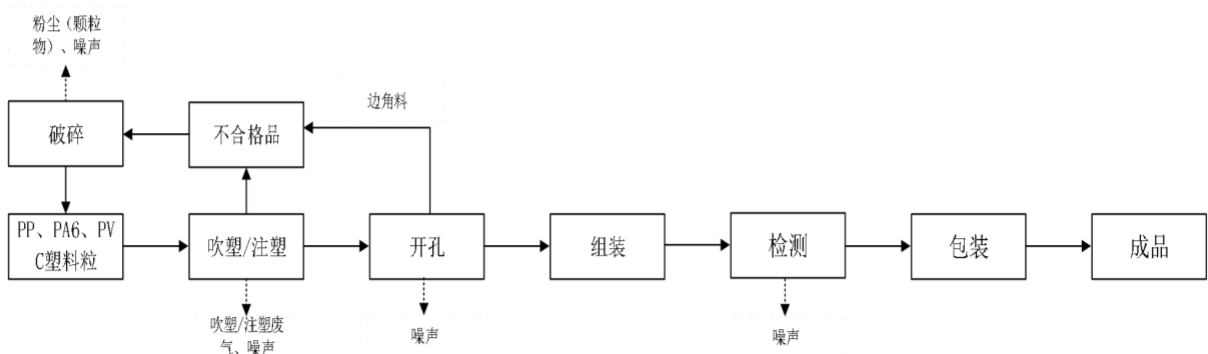 粉尘（颗粒
物）、噪声
边角料
破碎
不合格品
PP、PA6、PV
C塑料粒
吹塑/注塑
开孔
组装
检测
包装
成品
吹塑/注塑废
气、噪声
噪声
噪声